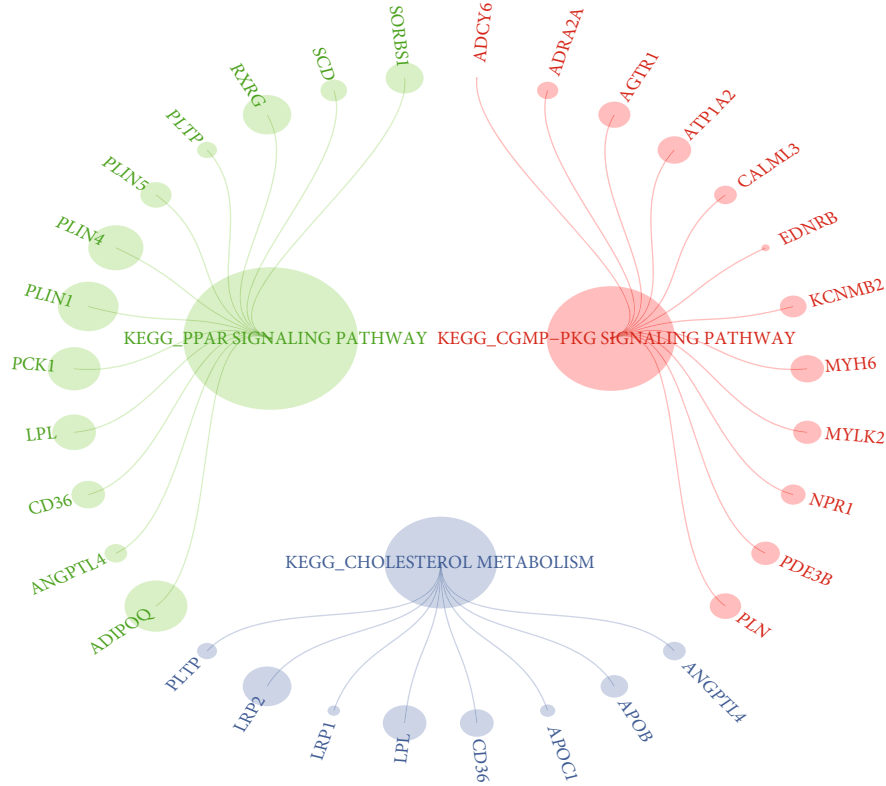 SORBS1
SCD
RXRG
PLTP
PLIN5
PLIN4
PLIN1
PCK1
LPL
CD36
ANGPTL4
ADIPOQ
KEGG_PPAR SIGNALING PATHWAY
ADCY6
ADRA2A
AGTR1
ATP1A2
CALML3
EDNRB
KCNMB2
MYH6
MYLK2
NPR1
PDE3B
PLN
KEGG_CGMP−PKG SIGNALING PATHWAY
KEGG_CHOLESTEROL METABOLISM
PLTP
LRP2
LRP1
LPL
CD36
APOC1
APOB
ANGPTL4